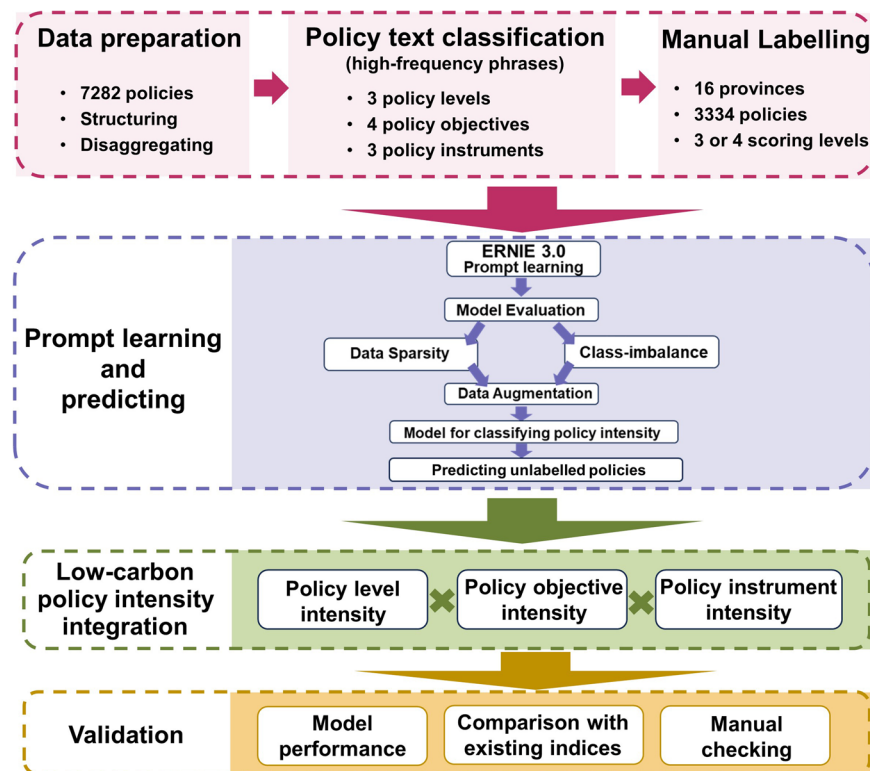 Data preparation
• 7282 policies
• Structuring
• Disaggregating
Policy text classification
(high-frequency phrases)
• 3 policy levels
• 4 policy objectives
• 3 policy instruments
Manual Labelling
• 16 provinces
• 3334 policies
• 3 or 4 scoring levels
Prompt learning
and
predicting
ERNIE 3.0
Prompt learning
Model Evaluation
Data Sparsity
Class-imbalance
Data Augmentation
Model for classifying policy intensity
Predicting unlabelled policies
Low-carbon
policy intensity
integration
Policy level
intensity
Policy objective
intensity
Policy instrument
intensity
Validation
Model
performance
Comparison with
existing indices
Manual
checking